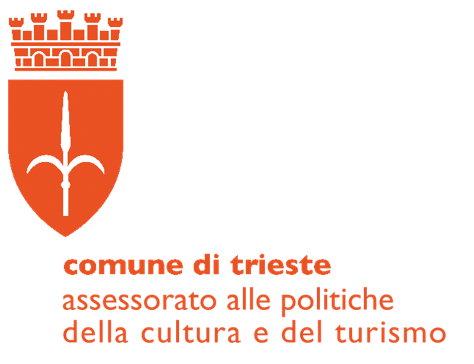 comune di trieste
assessorato alle politiche
della cultura e del turismo